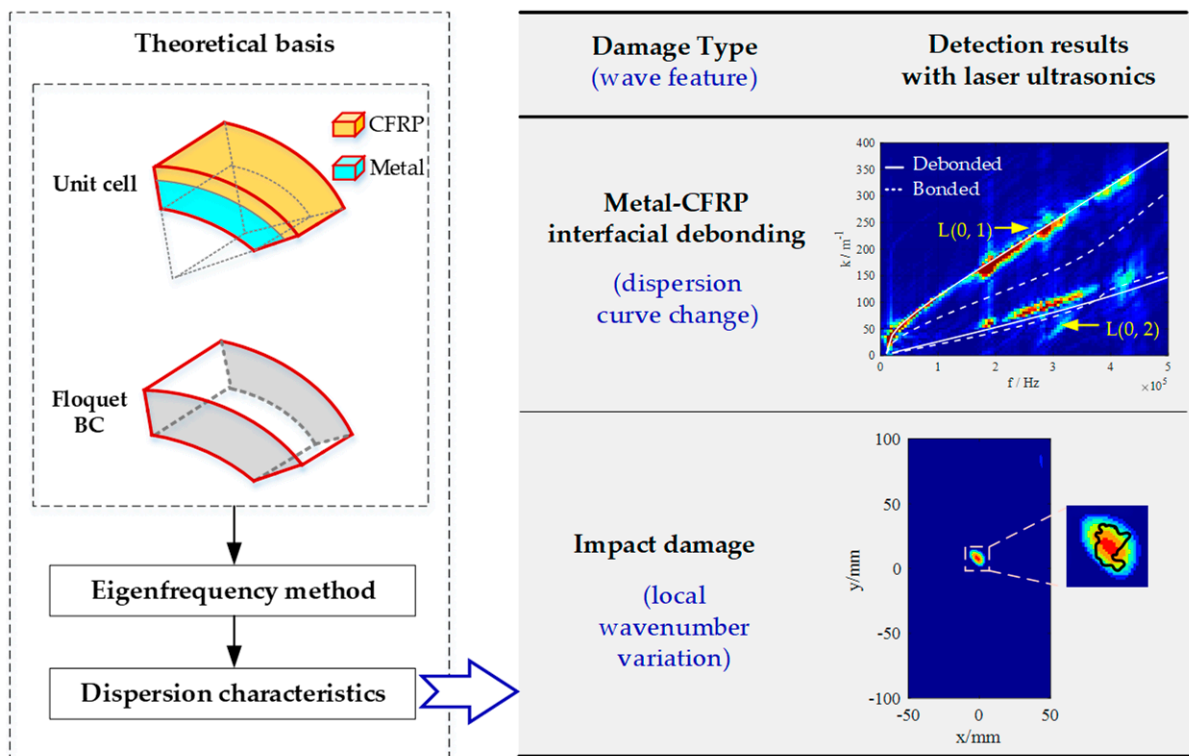 Theoretical basis
CFRP
Metal
Unit cell
Floquet
BC
Eigenfrequency method
Dispersion characteristics
Damage Type
(wave feature)
Detection results
with laser ultrasonics
Metal-CFRP
interfacial debonding
(dispersion
curve change)
400
350
300
250
200
150
100
50
0
k / m⁻¹
Debonded
Bonded
L(0, 1)
L(0, 2)
0
1
2
3
4
5
f / Hz
×10⁵
Impact damage
(local
wavenumber
variation)
100
50
0
-50
-100
y/mm
-50
0
50
x/mm